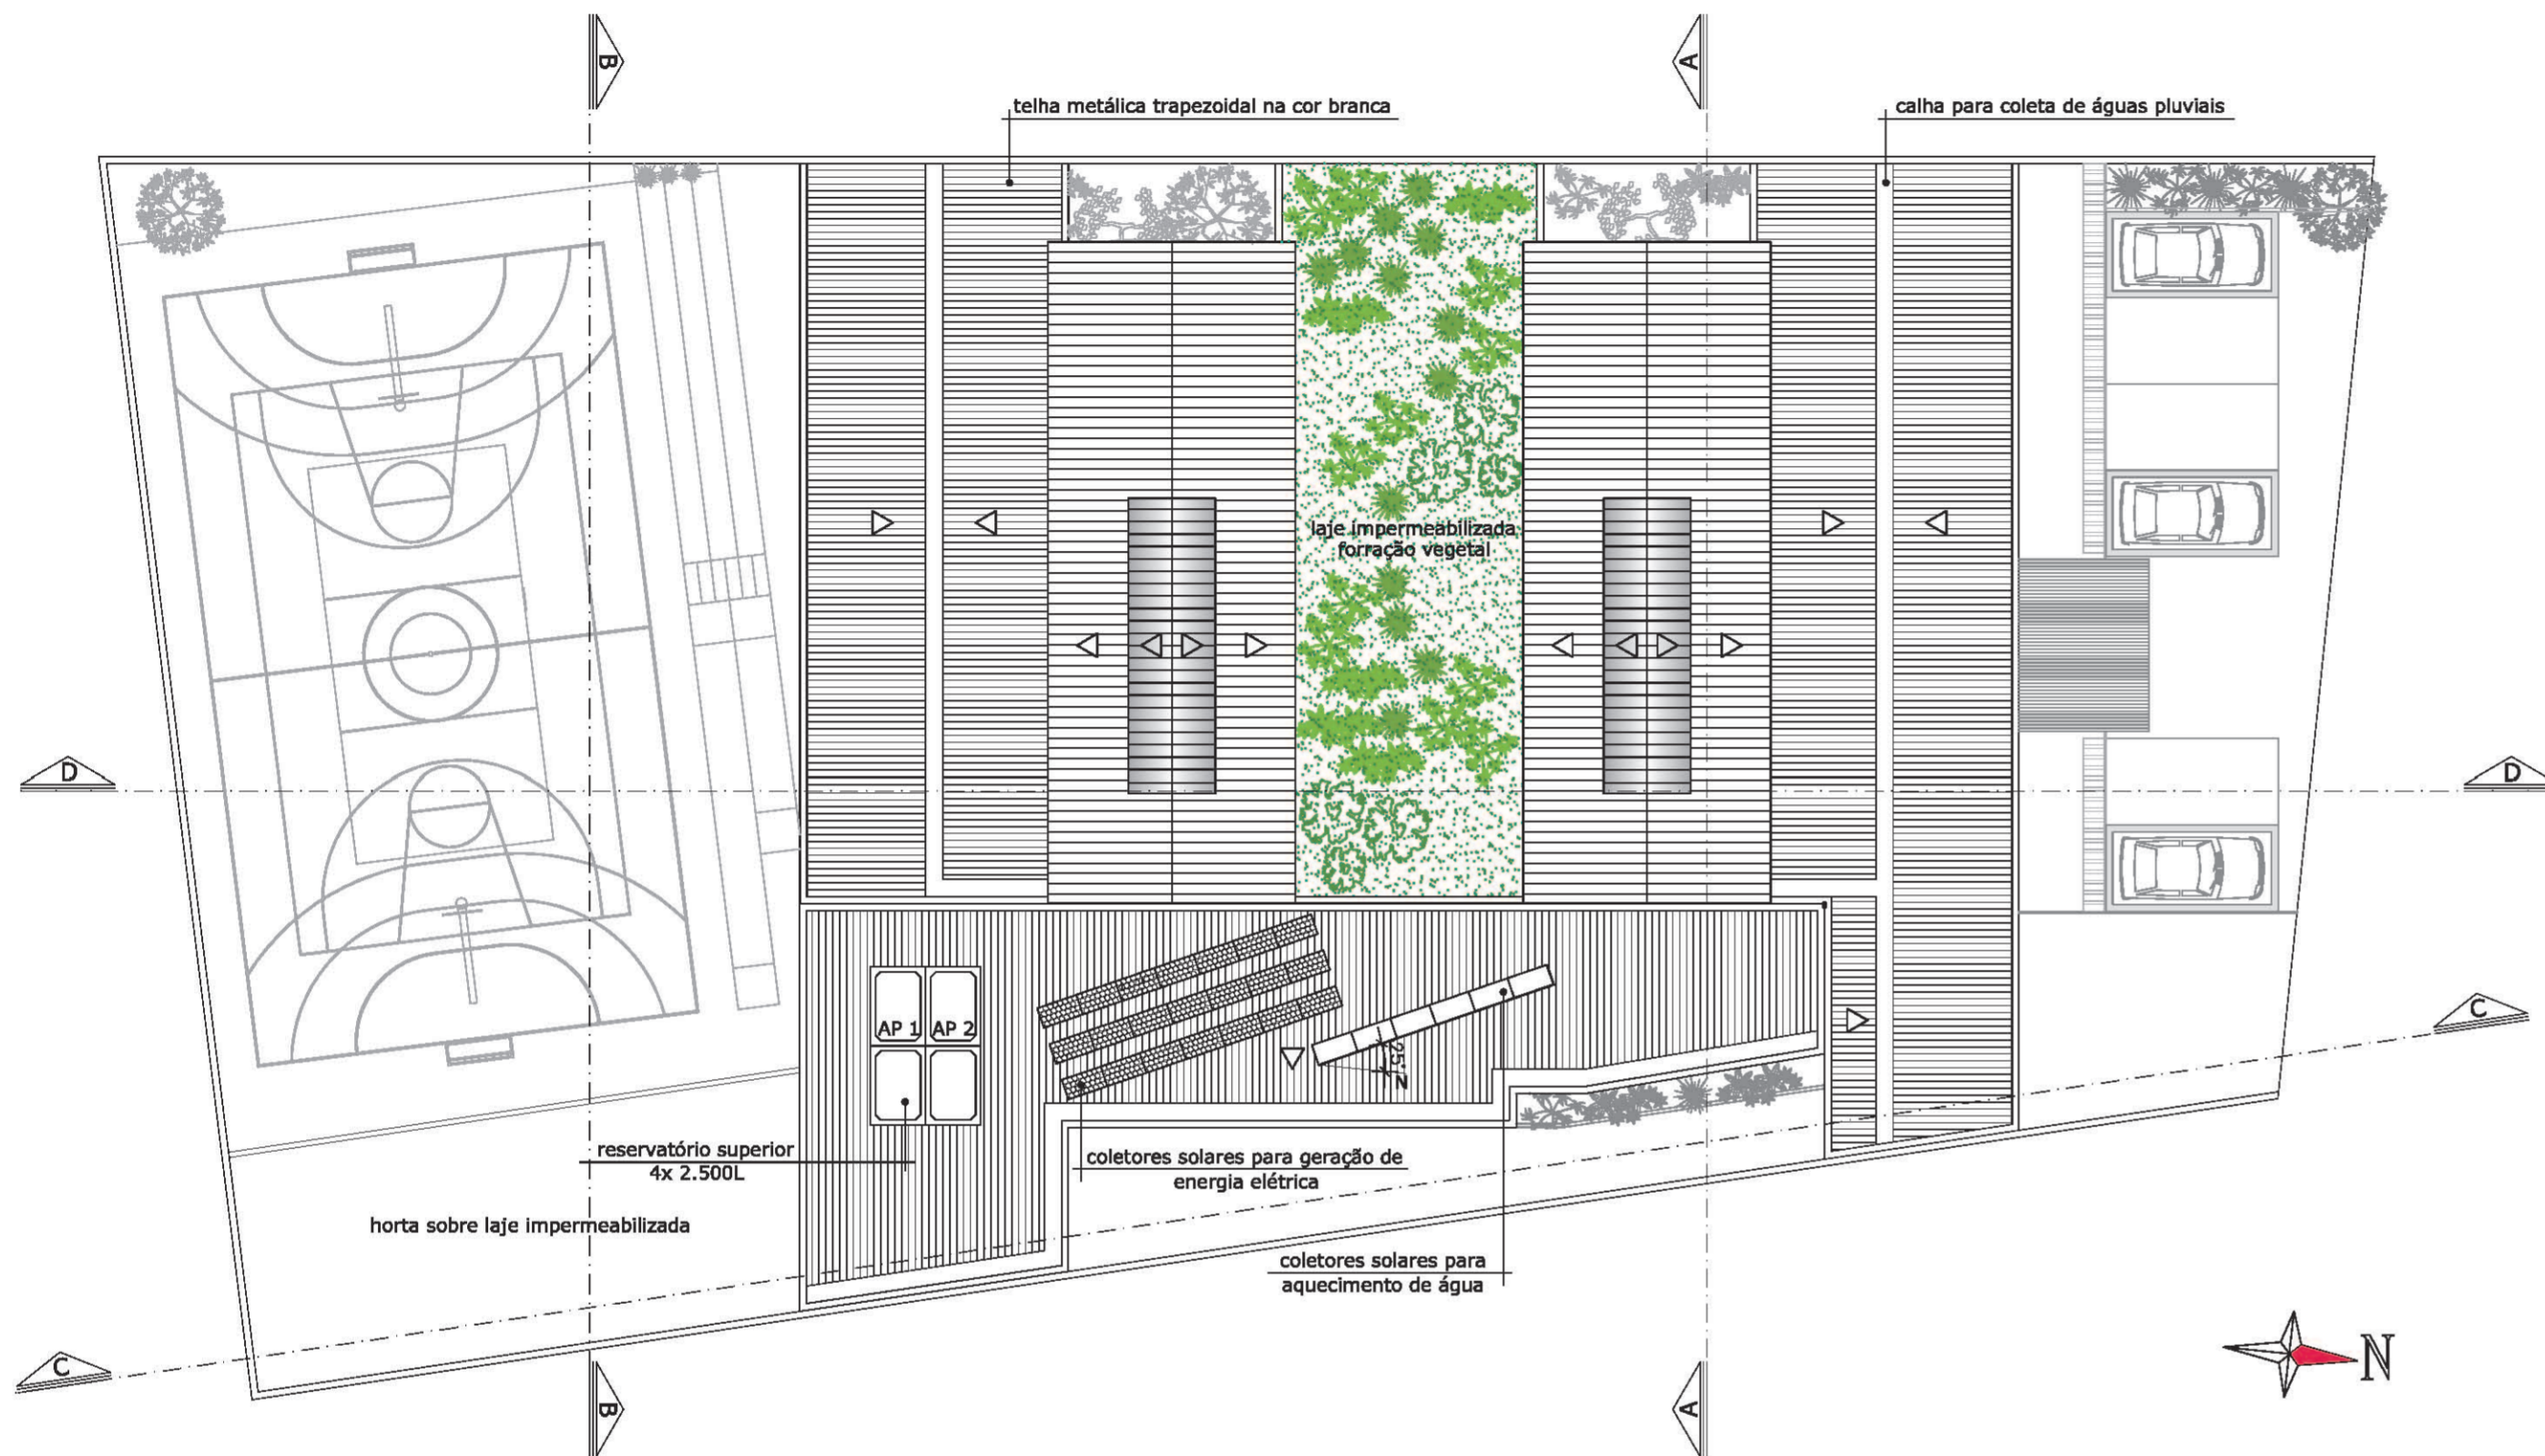 B
A
telha metálica trapezoidal na cor branca
calha para coleta de águas pluviais
laje impermeabilizada
forração vegetal
D
D
C
AP 1
AP 2
25°
N
reservatório superior
4x 2.500L
coletores solares para geração de
energia elétrica
horta sobre laje impermeabilizada
coletores solares para
aquecimento de água
C
N
B
A